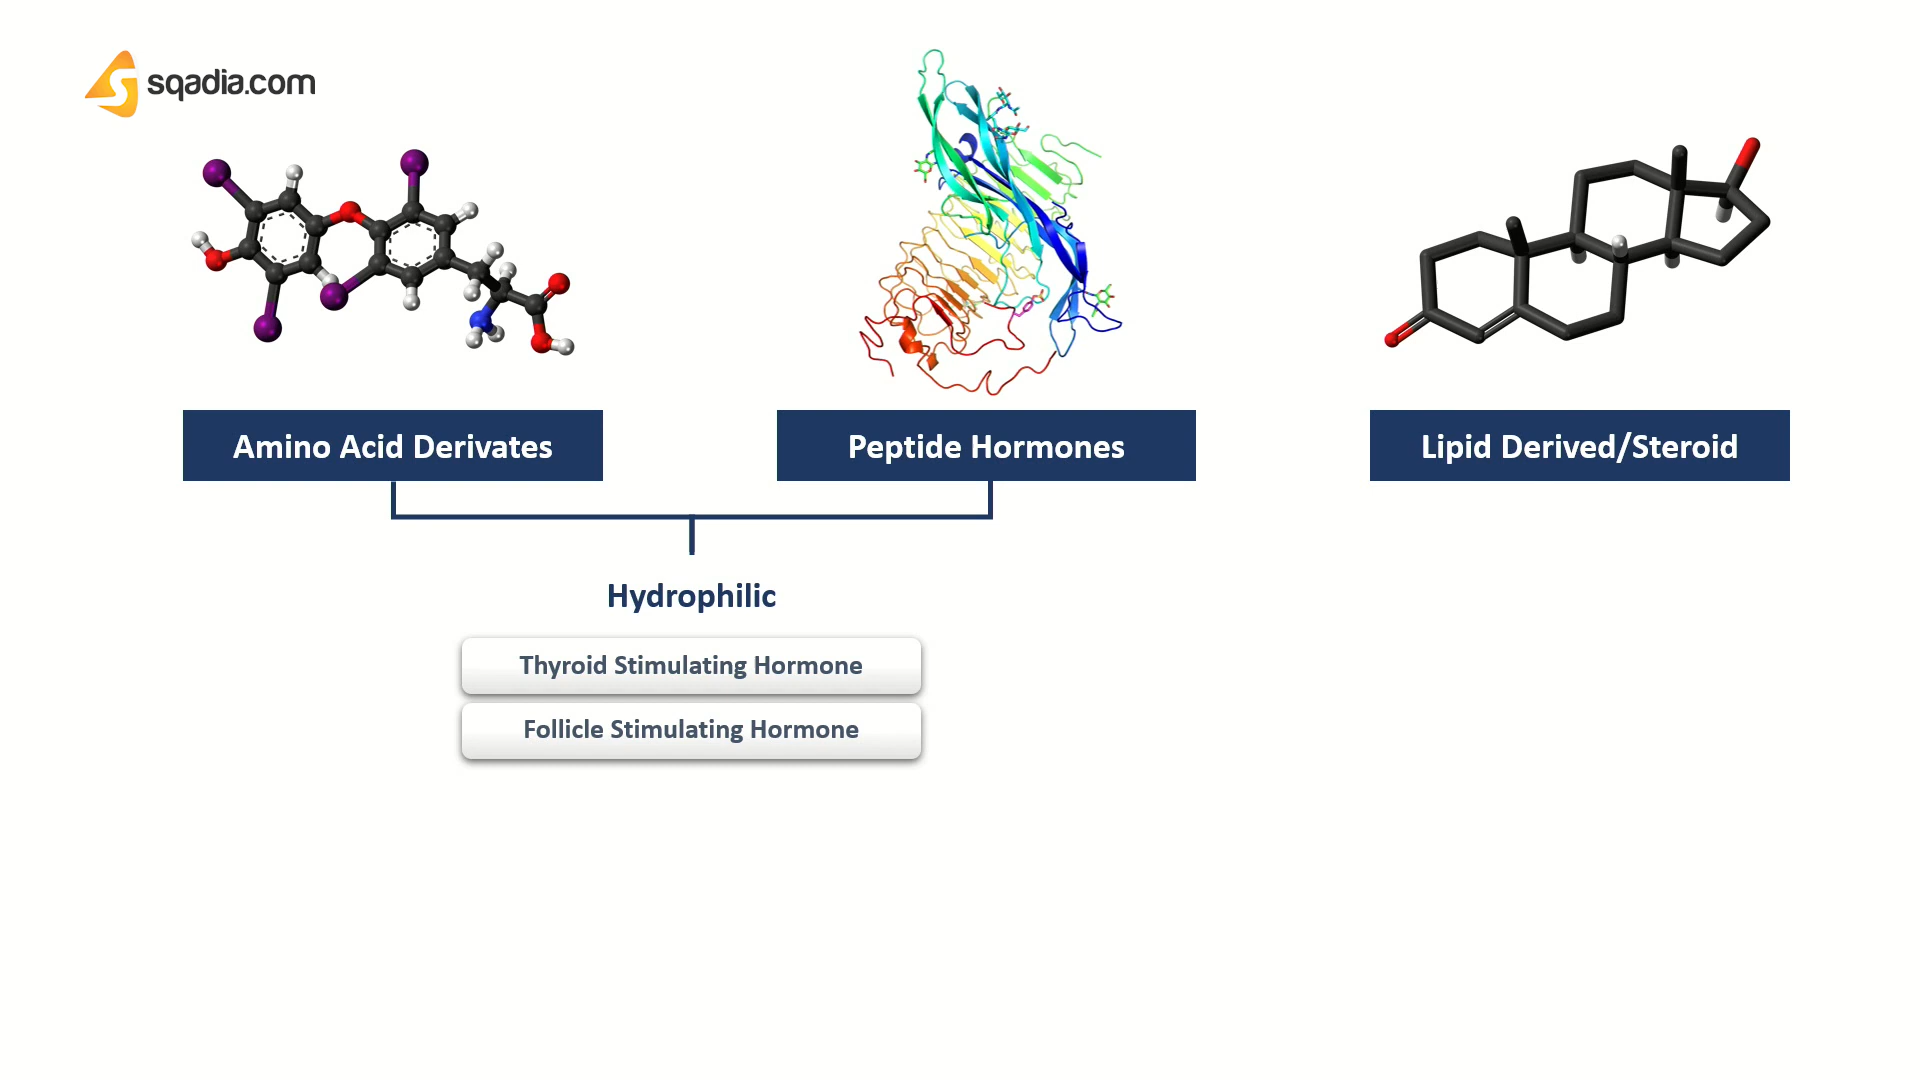 sqadia.com
Amino Acid Derivates
Peptide Hormones
Lipid Derived/Steroid
Hydrophilic
Thyroid Stimulating Hormone
Follicle Stimulating Hormone